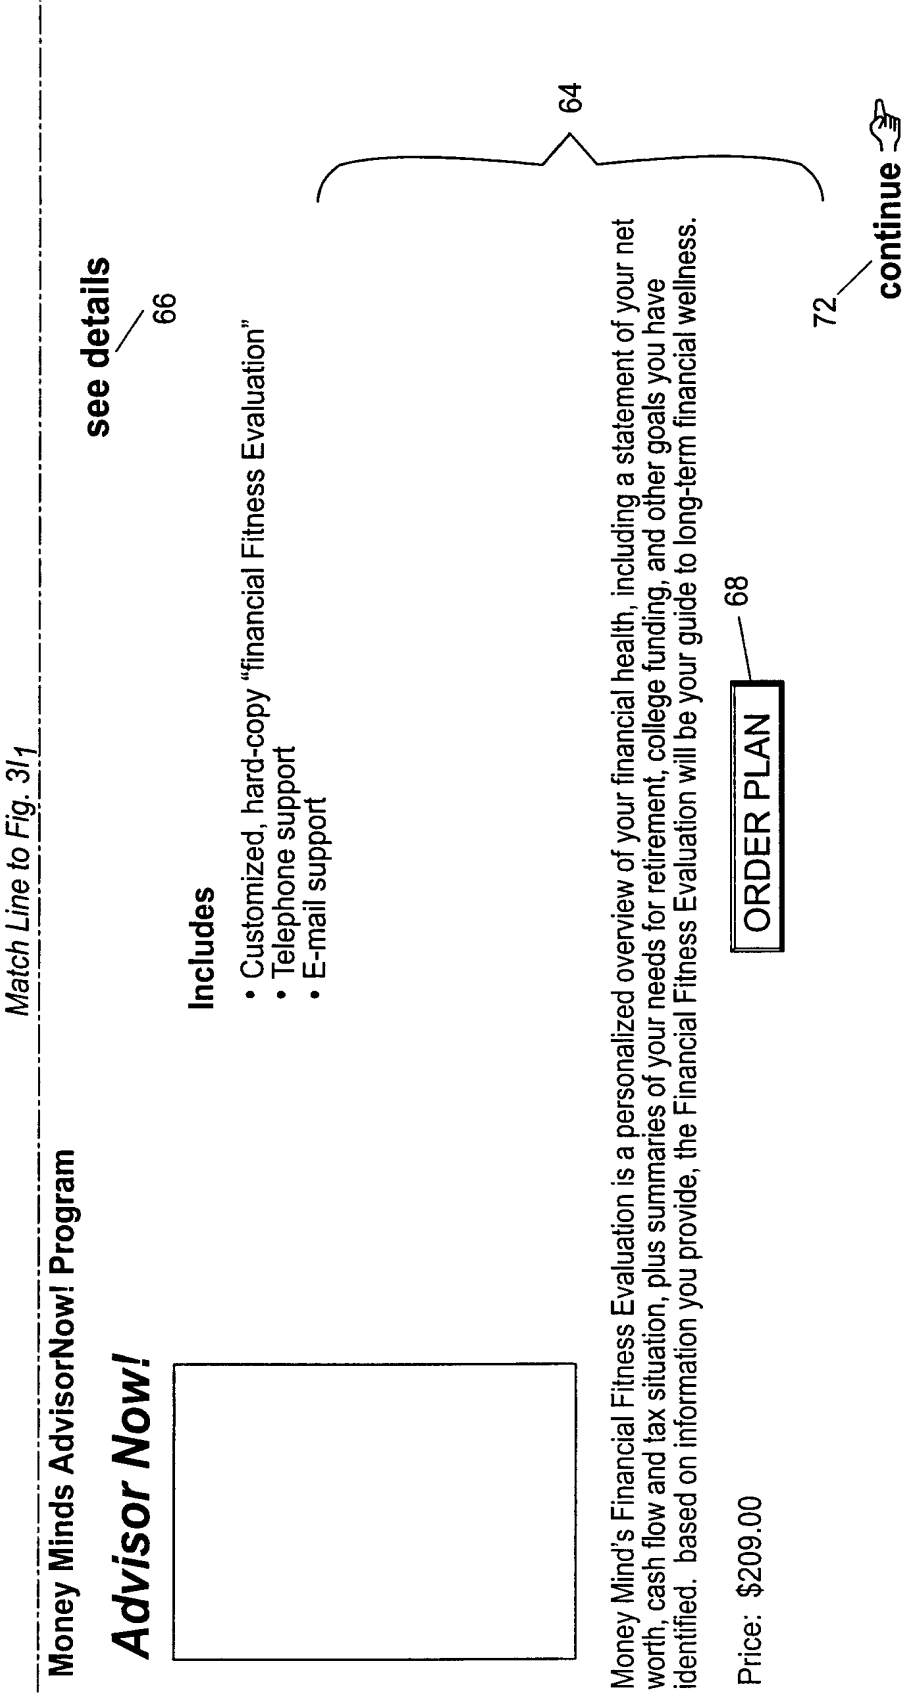 Match Line to Fig. 3I1
Money Minds AdvisorNow! Program
see details
66
Advisor Now!
Includes
• Customized, hard-copy “financial Fitness Evaluation”
• Telephone support
• E-mail support
64
Money Mind's Financial Fitness Evaluation is a personalized overview of your financial health, including a statement of your net
worth, cash flow and tax situation, plus summaries of your needs for retirement, college funding, and other goals you have
identified. based on information you provide, the Financial Fitness Evaluation will be your guide to long-term financial wellness.
Price: $209.00
ORDER PLAN
68
72
continue